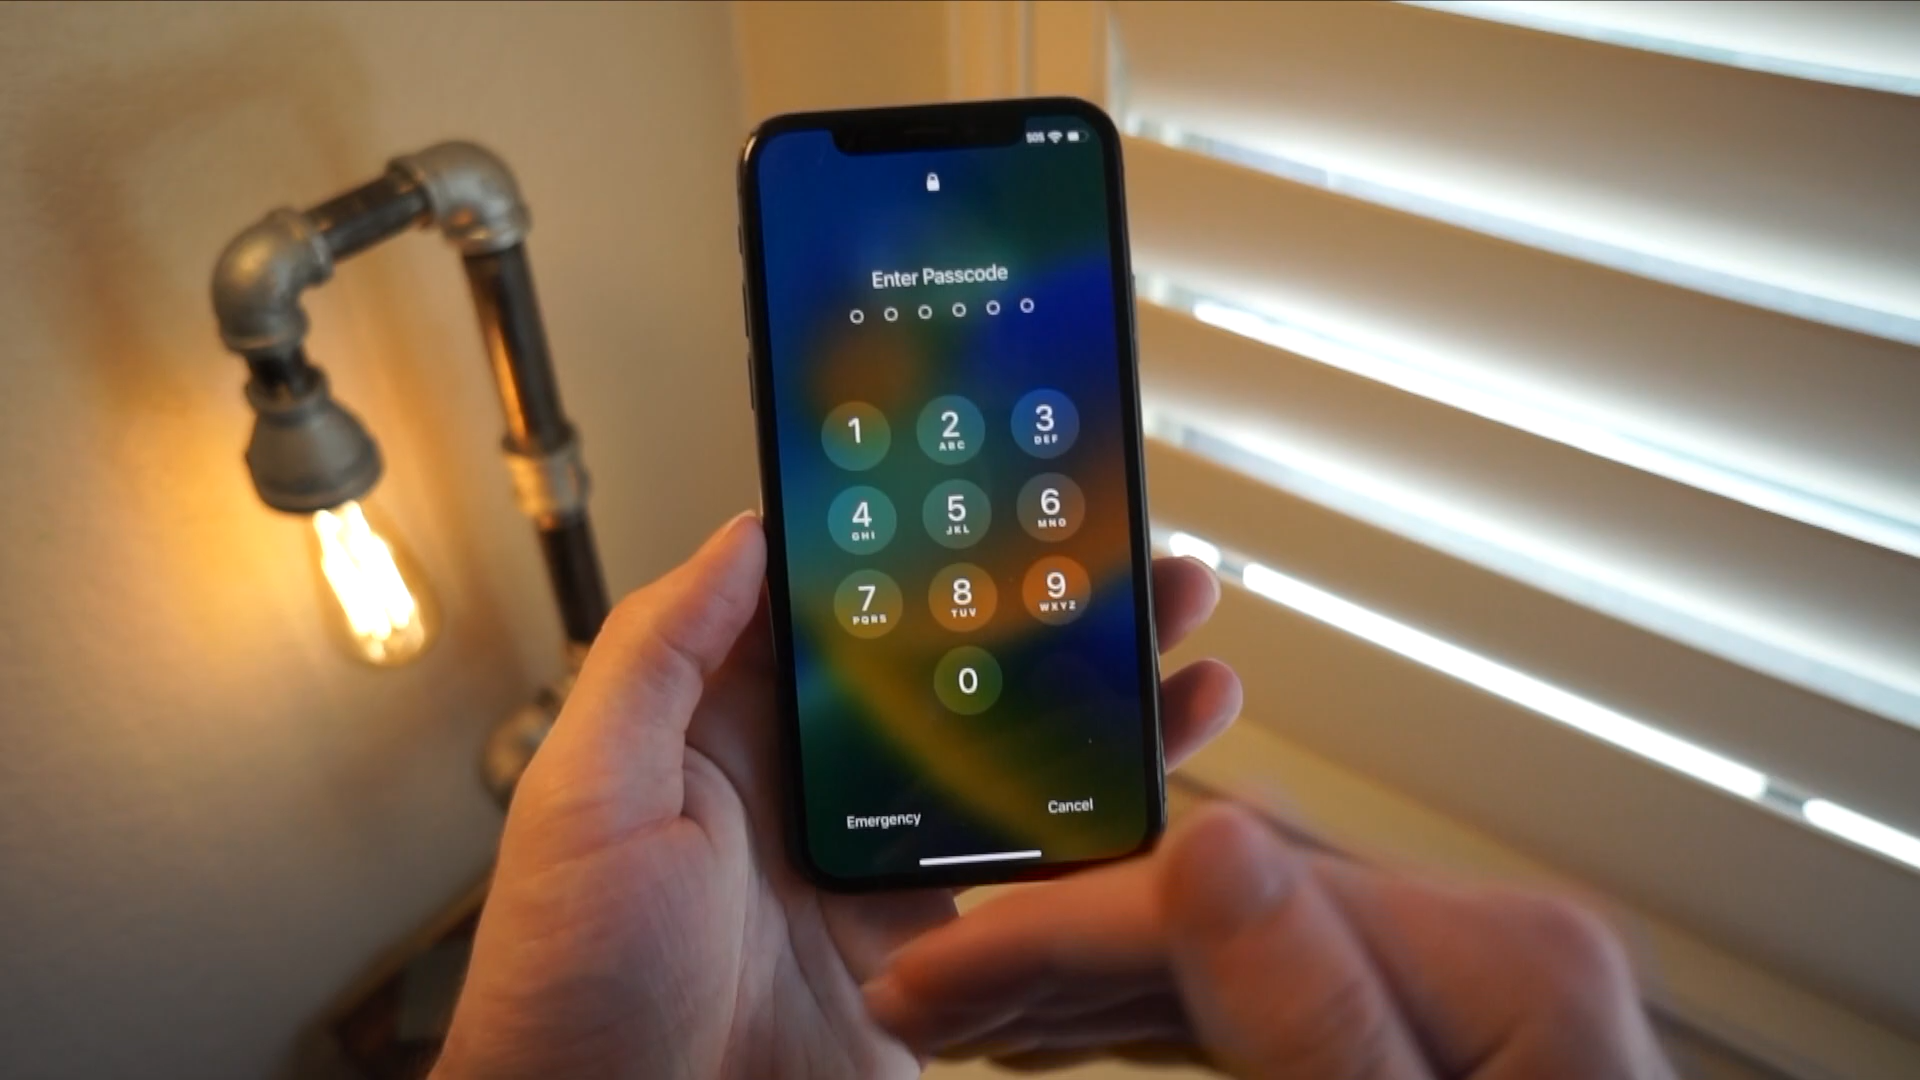 SOS
Enter Passcode
1 2 3
ABC DEF
4 5 6
GHI JKL MNO
7 8 9
PQRS TUV WXYZ
0
Emergency Cancel